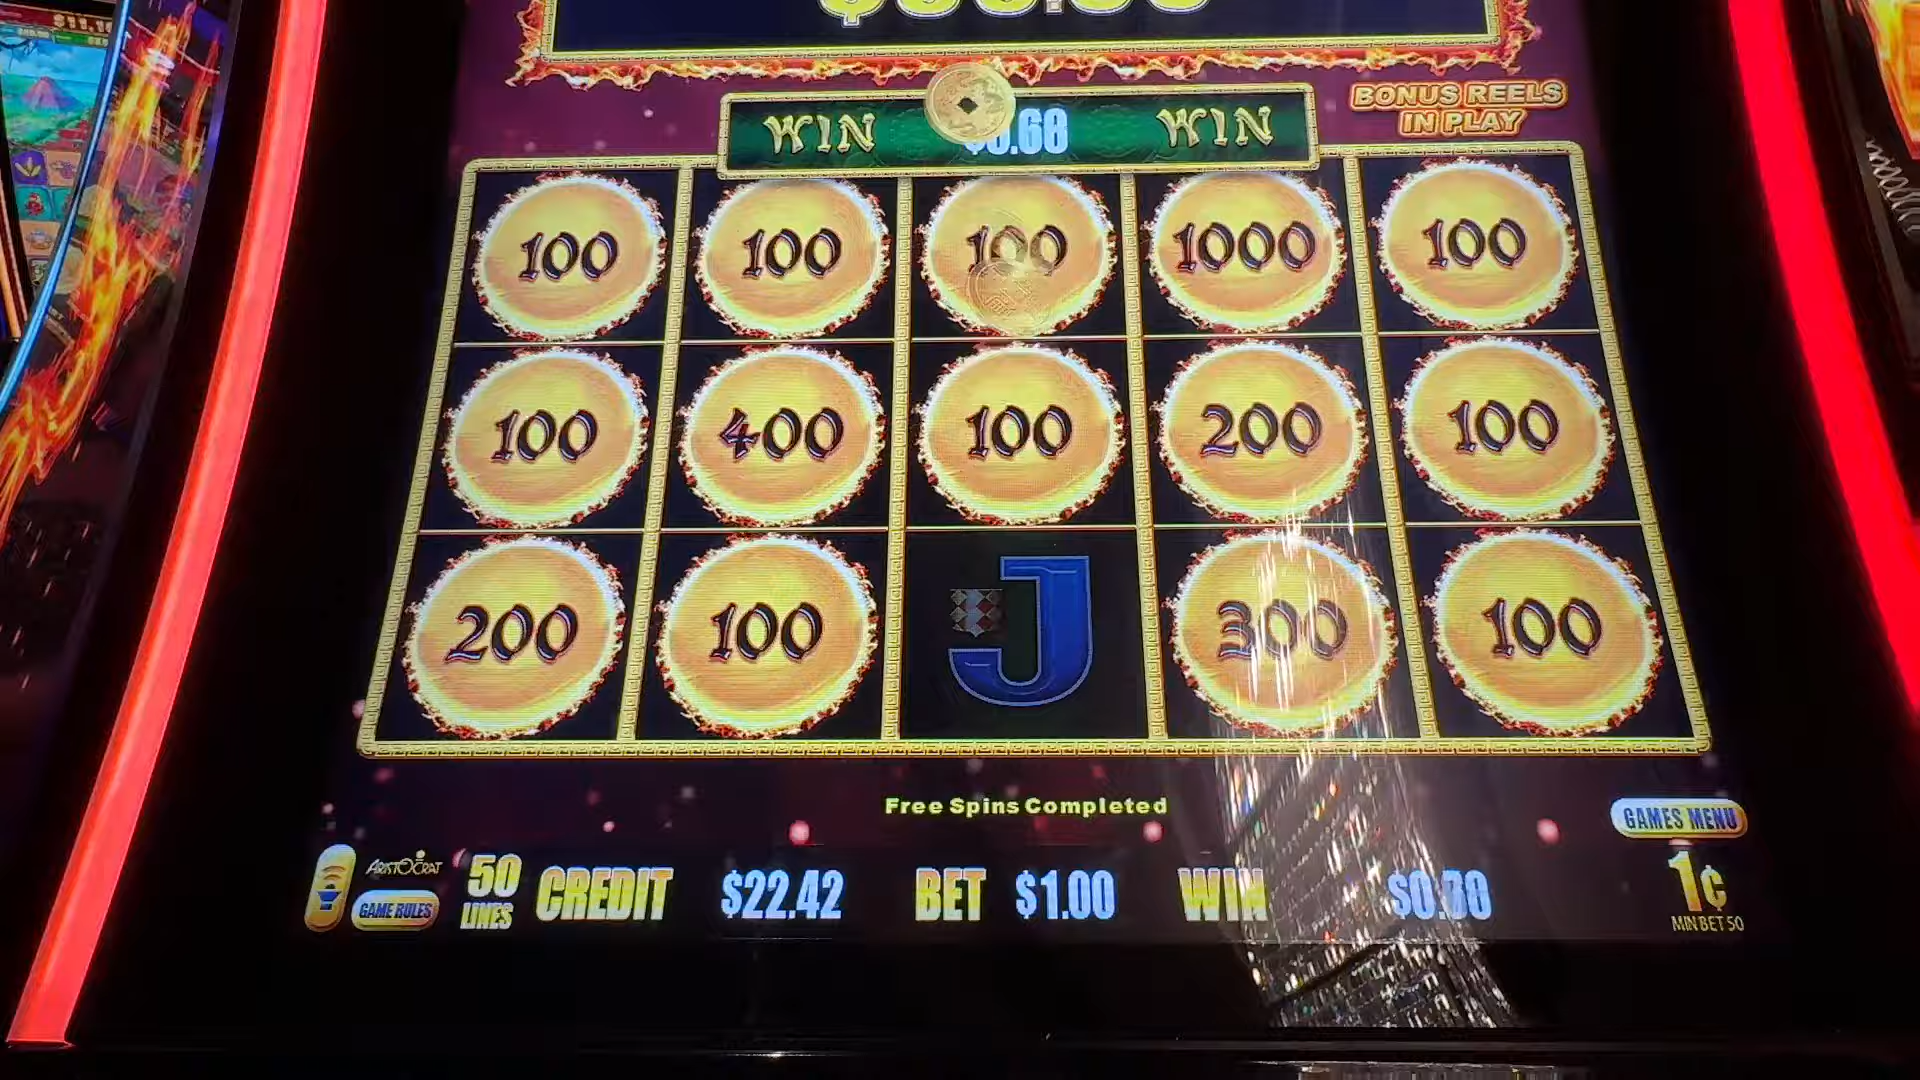 BONUS REELS
IN PLAY
WIN
WIN
100 100 100 1000 100
100 400 100 200 100
200 100 J 300 100
Free Spins Completed
GAMES MENU
ARISTOCRAT
GAME RULES
50
LINES
CREDIT $22.42
BET $1.00
WIN
1¢
MIN BET 50